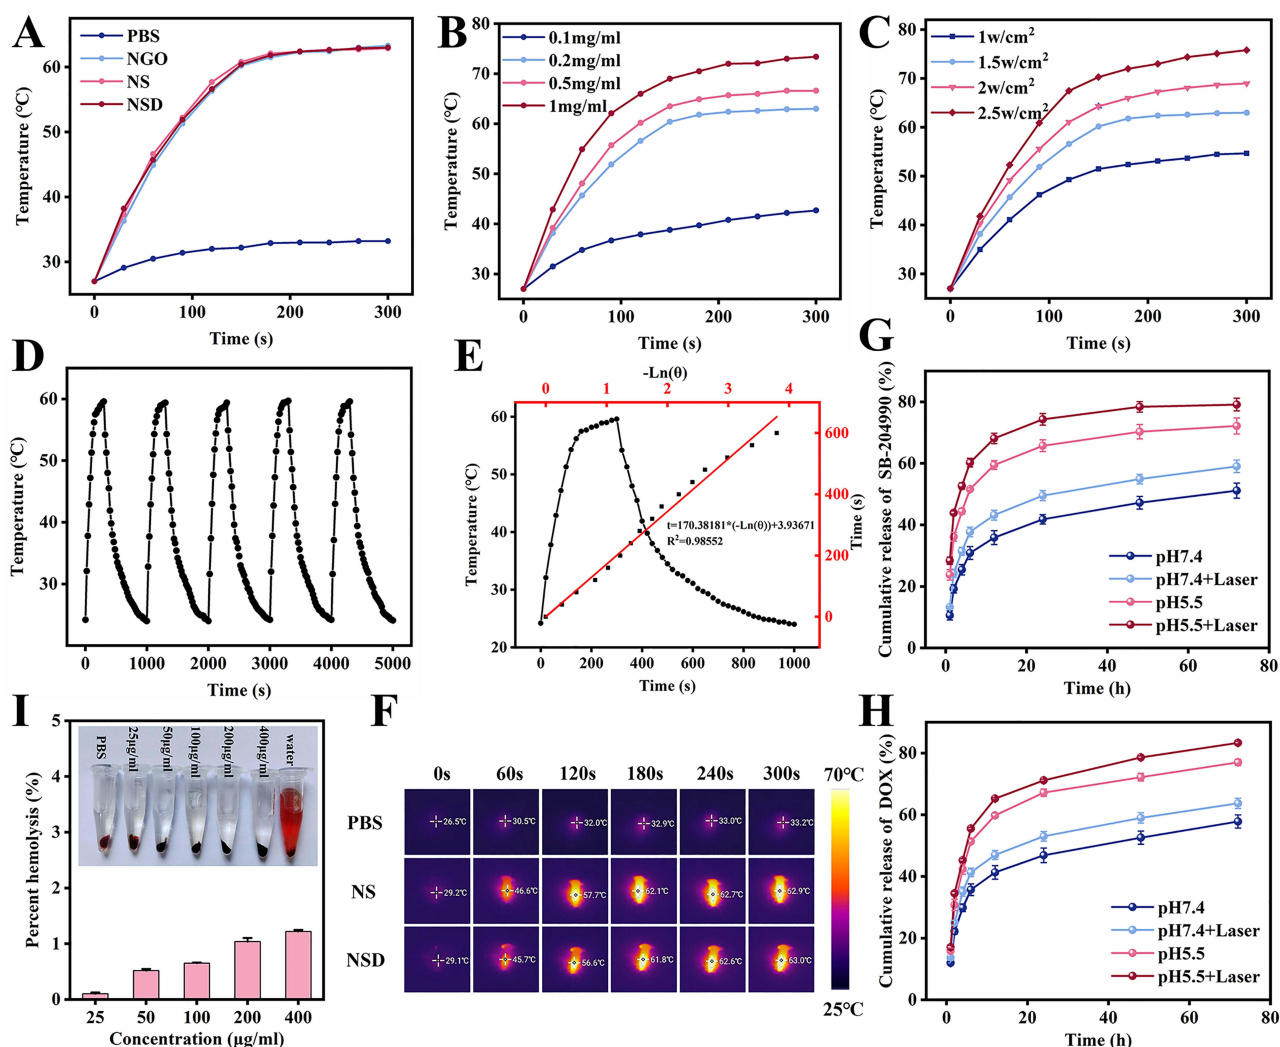 A
PBS
NGO
NS
NSD
60
50
40
30
Temperature (°C)
0
100
200
300
Time (s)
B
0.1mg/ml
0.2mg/ml
0.5mg/ml
1mg/ml
80
70
60
50
40
30
Temperature (°C)
0
100
200
300
Time (s)
C
1w/cm2
1.5w/cm2
2w/cm2
2.5w/cm2
80
70
60
50
40
30
Temperature (°C)
0
100
200
300
Time (s)
D
60
50
40
30
Temperature (°C)
0
1000
2000
3000
4000
5000
Time (s)
E
-Ln(θ)
0
1
2
3
4
60
50
40
30
20
Temperature (°C)
600
400
200
0
Time (s)
t=170.38181*(-Ln(θ))+3.93671
R2=0.98552
0
200
400
600
800
1000
Time (s)
G
80
60
40
20
0
Cumulative release of SB-204990 (%)
pH7.4
pH7.4+Laser
pH5.5
pH5.5+Laser
0
20
40
60
80
Time (h)
I
5
4
3
2
1
0
Percent hemolysis (%)
PBS
25μg/ml
50μg/ml
100μg/ml
200μg/ml
400μg/ml
water
25
50
100
200
400
Concentration (μg/ml)
F
0s
60s
120s
180s
240s
300s
70°C
PBS
26.5℃
30.5℃
32.0℃
32.9℃
33.0℃
33.2℃
NS
29.2℃
46.6℃
57.7℃
62.1℃
62.7℃
62.9℃
NSD
29.1℃
45.7℃
56.6℃
61.8℃
62.6℃
63.0℃
25°C
H
80
60
40
20
0
Cumulative release of DOX (%)
pH7.4
pH7.4+Laser
pH5.5
pH5.5+Laser
0
20
40
60
80
Time (h)